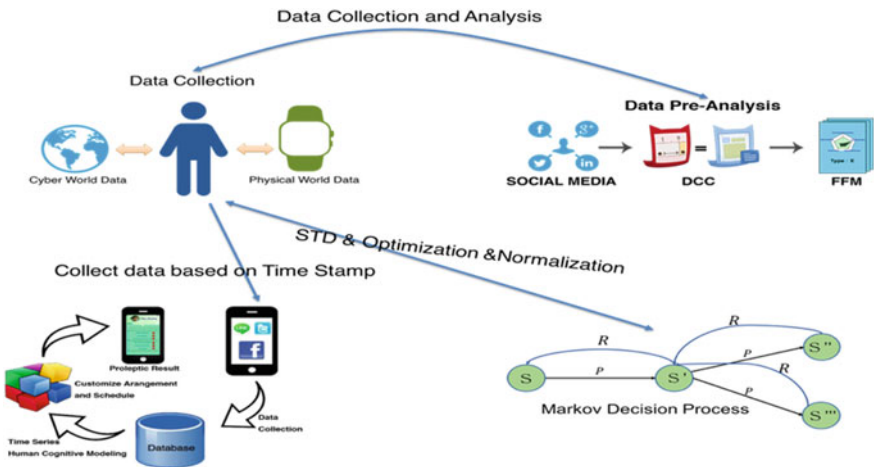 Data Collection and Analysis
Data Collection
Cyber World Data
Physical World Data
Data Pre-Analysis
SOCIAL MEDIA
DCC
FFM
Type : E
STD & Optimization &Normalization
Collect data based on Time Stamp
Proleptic Result
Customize Arangement
and Schedule
Data
Collection
Time Series
Human Cognitive Modeling
Database
R
R
R
P
P
P
S
S'
S''
S'''
Markov Decision Process